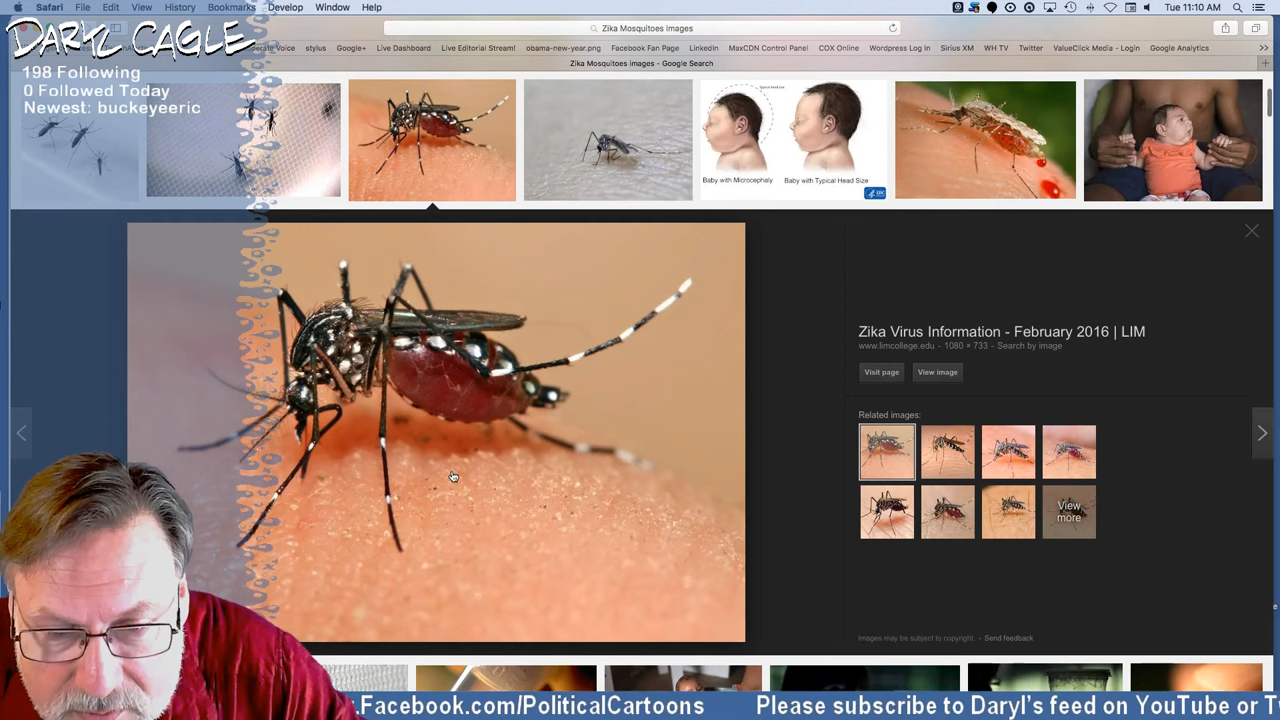 Safari File Edit View History Bookmarks Develop Window Help
Tue 11:10 AM
DARYL CAGLE
Zika Mosquitoes images
198 Following
0 Followed Today
Newest: buckeyeeric
Voice stylus Google+ Live Dashboard Live Editorial Stream! obama-new-year.png Facebook Fan Page LinkedIn MaxCDN Control Panel COX Online Wordpress Log In Sirius XM WH TV Twitter ValueClick Media - Login Google Analytics
Zika Mosquitoes images - Google Search
Typical head size
Baby with Microcephaly
Baby with Typical Head Size
CDC
Zika Virus Information - February 2016 | LIM
www.limcollege.edu - 1080 × 733 - Search by image
Visit page
View image
Related images:
View more
Images may be subject to copyright. - Send feedback
.Facebook.com/PoliticalCartoons Please subscribe to Daryl's feed on YouTube or